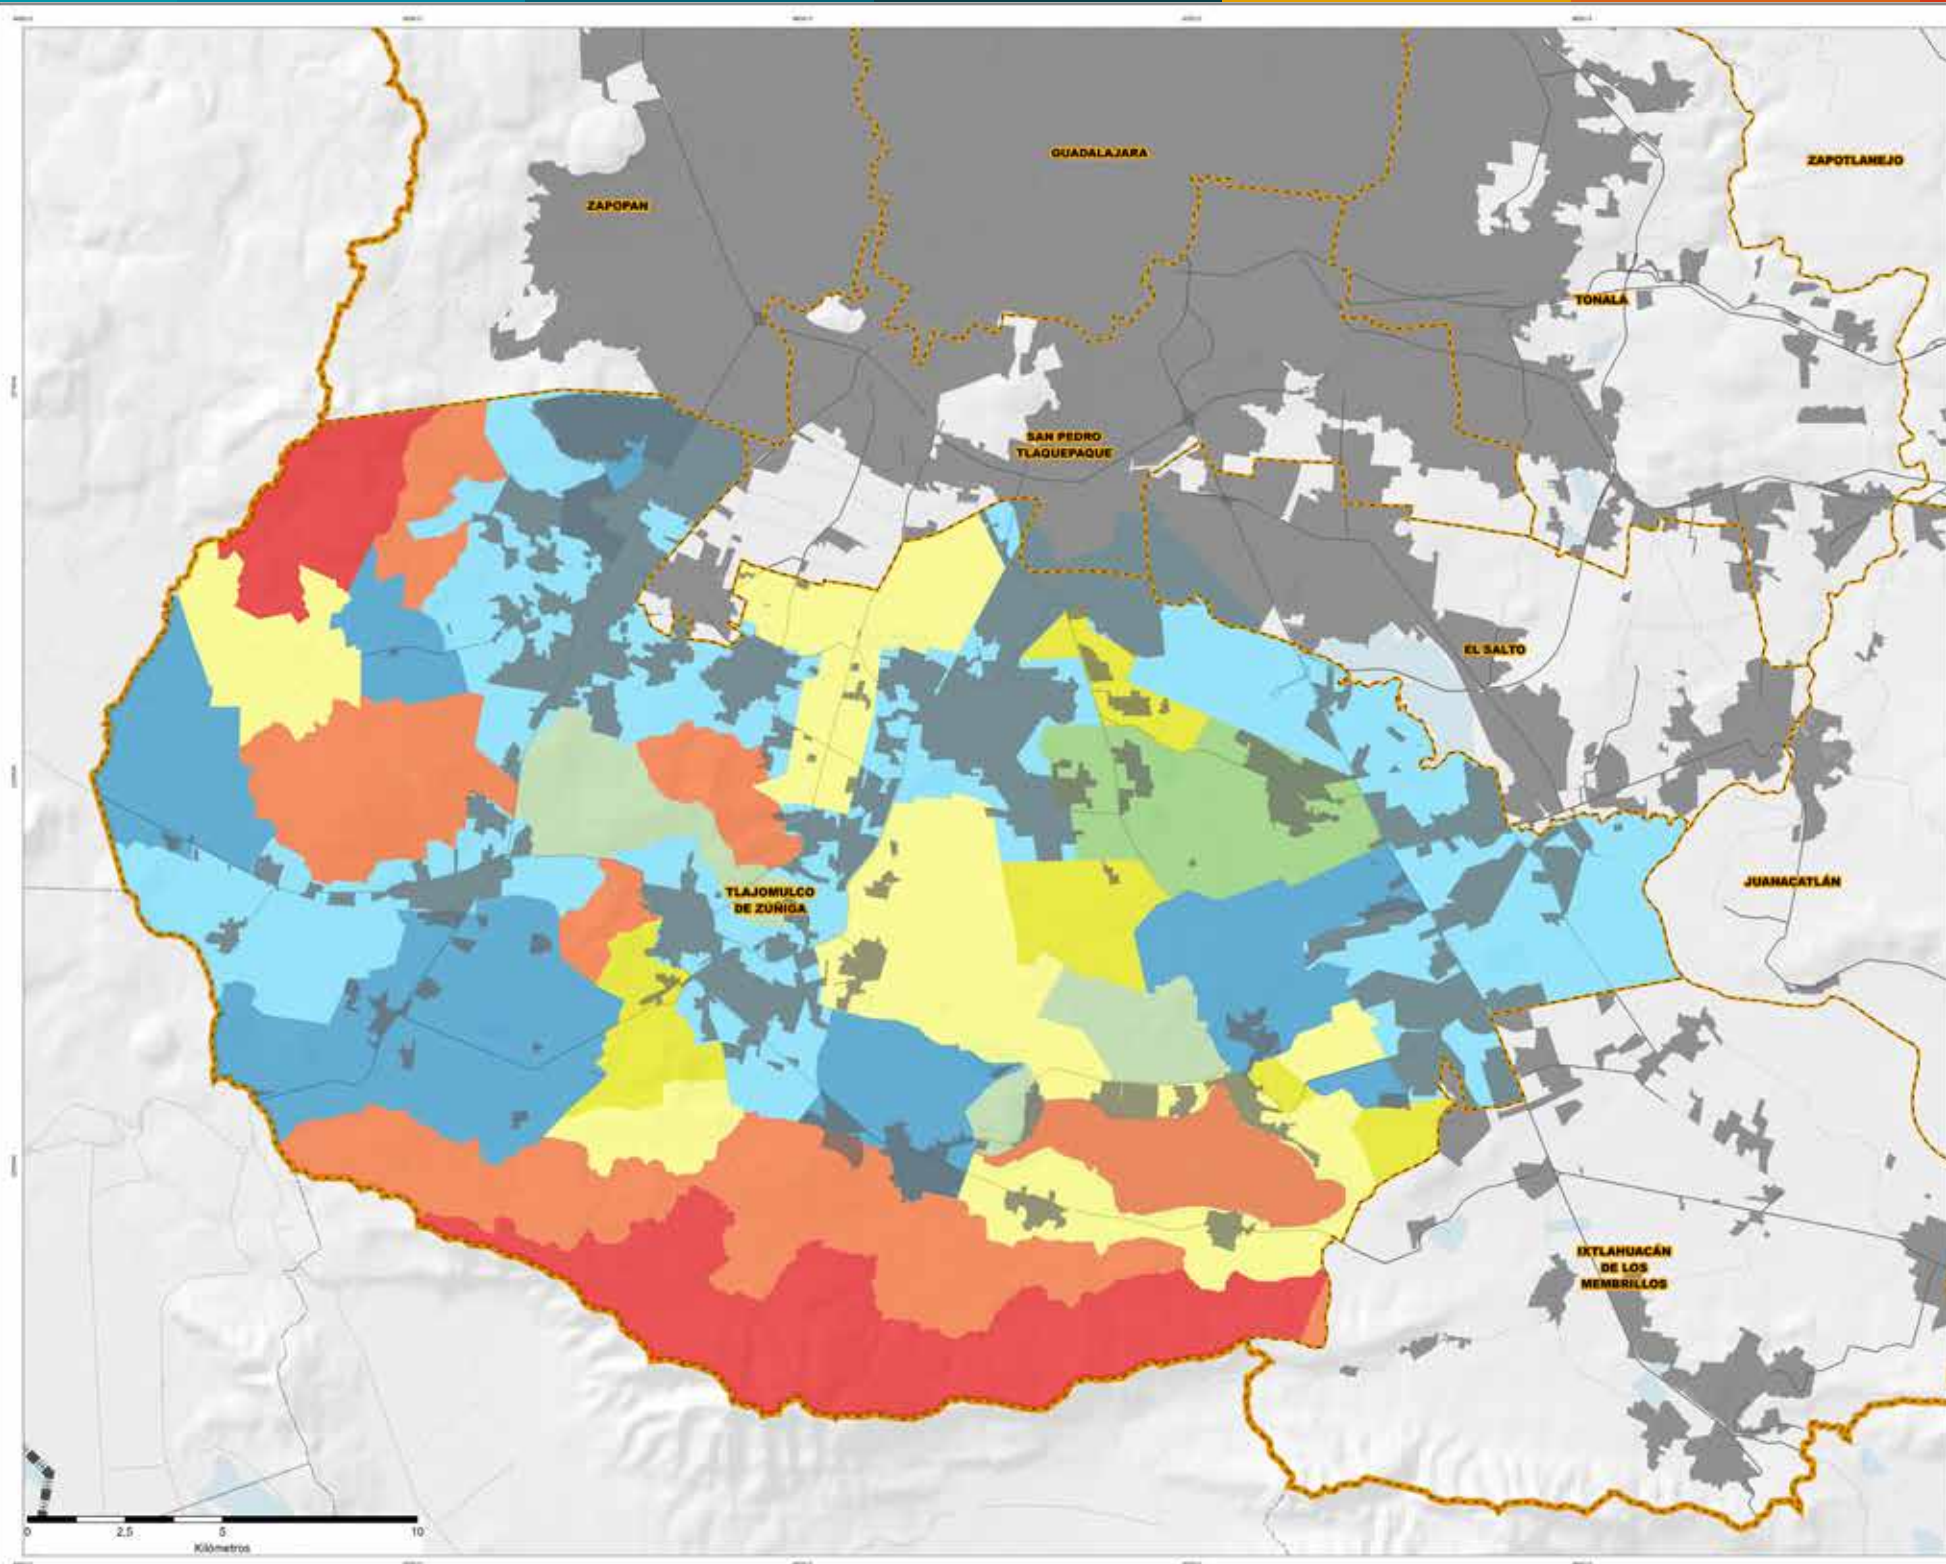 GUADALAJARA
ZAPOTLANEJO
ZAPOPAN
TONALÁ
SAN PEDRO
TLAQUEPAQUE
EL SALTO
TLAJOMULCO
DE ZÚÑIGA
JUANACATLÁN
IXTLAHUACÁN
DE LOS
MEMBRILLOS
0 2.5 5 10
Kilómetros